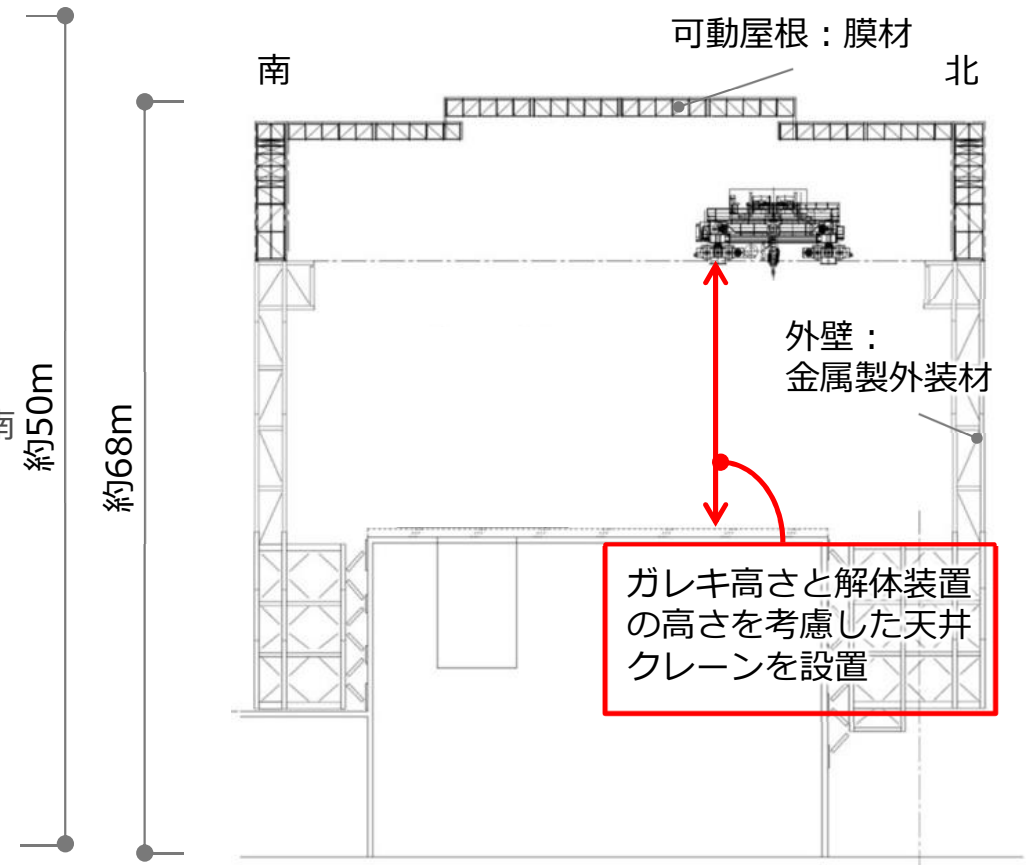 可動屋根：膜材
南
北
外壁：
金属製外装材
約50m
約68m
南
ガレキ高さと解体装置
の高さを考慮した天井
クレーンを設置